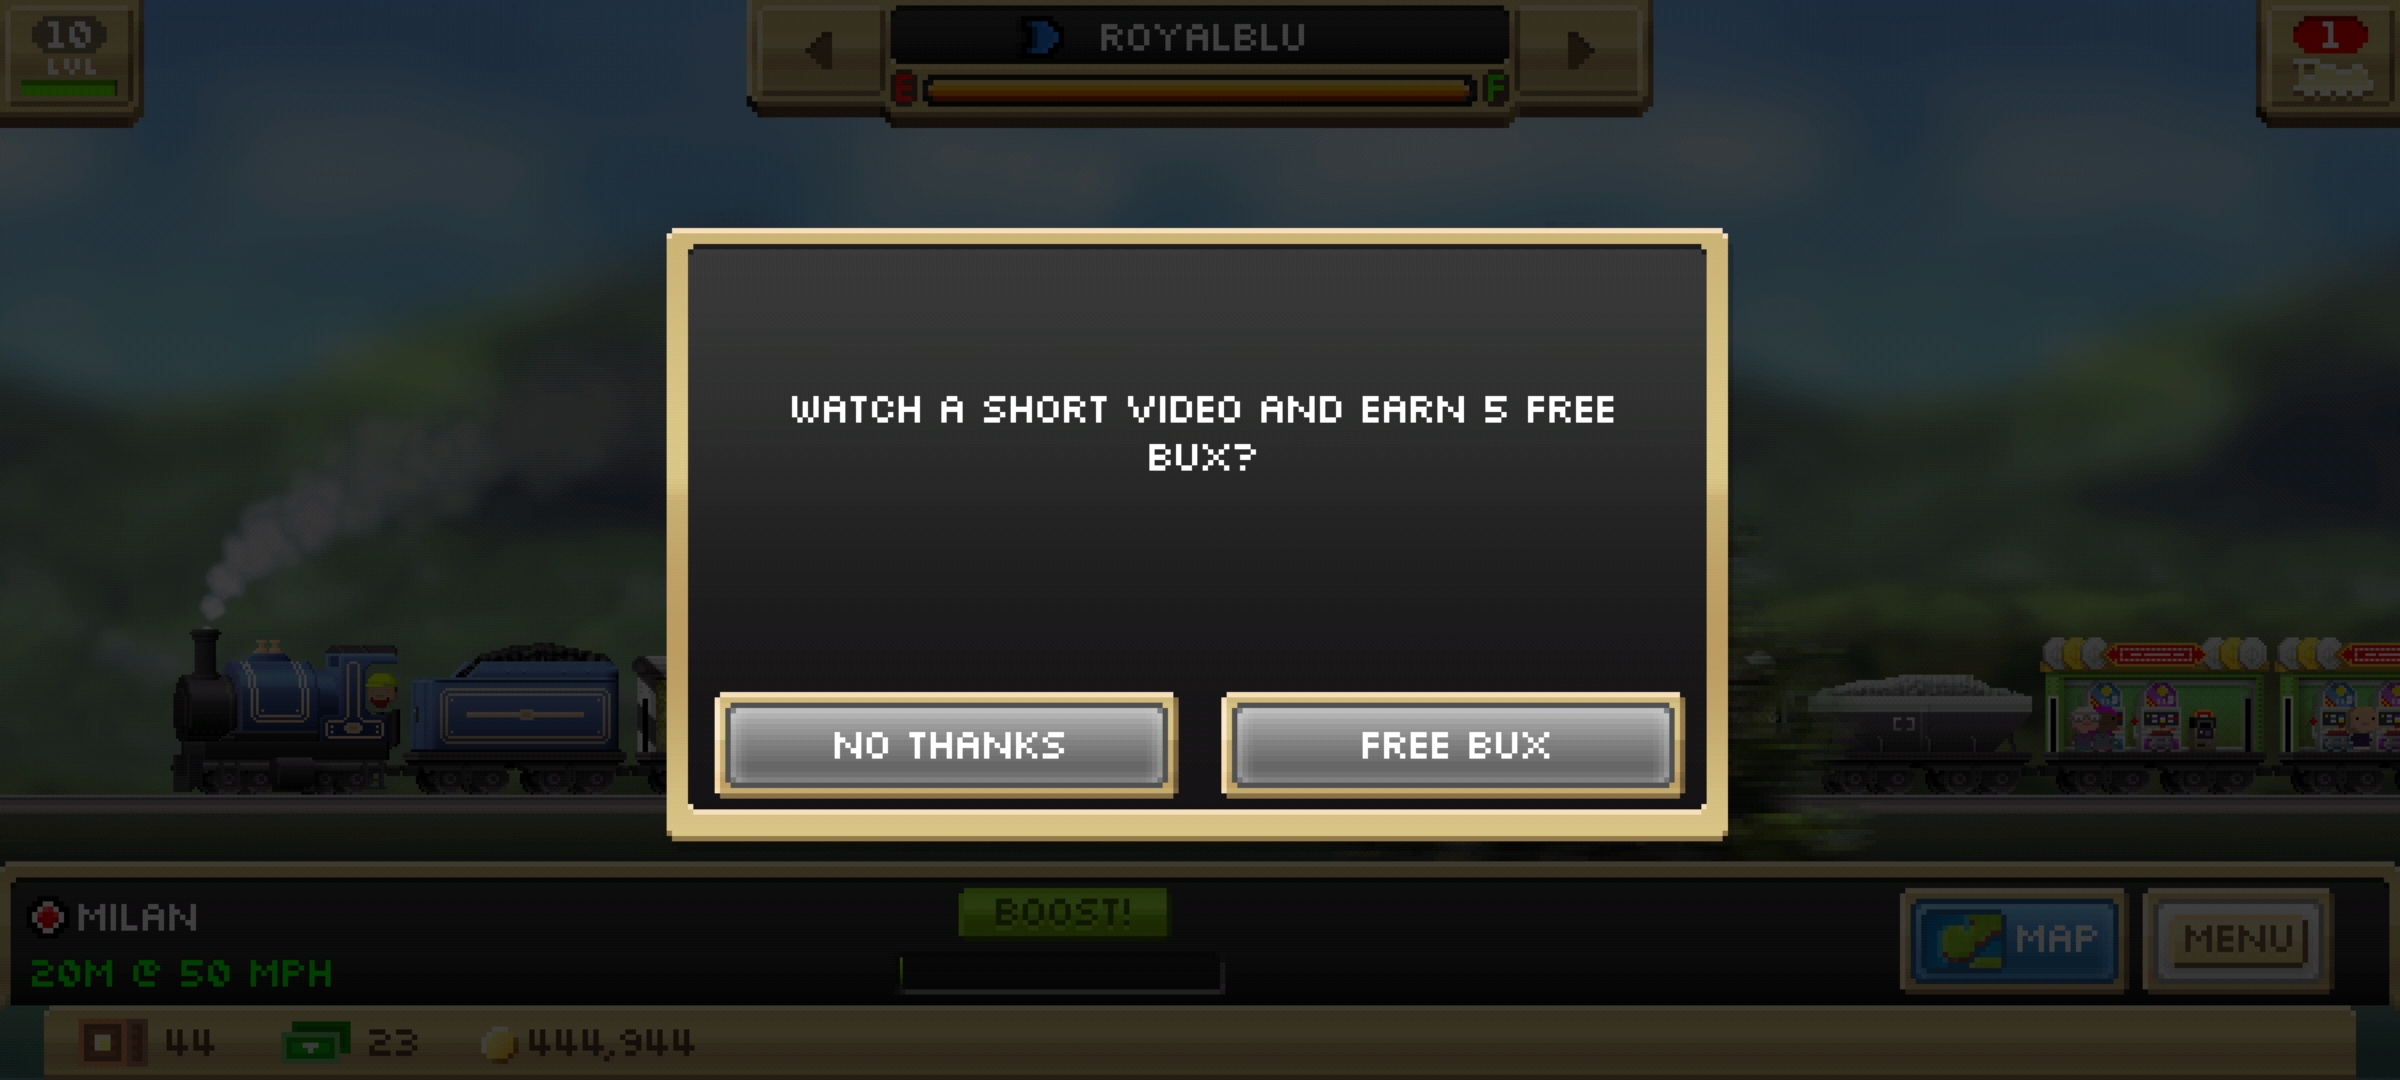 10
LVL
ROYALBLU
E F
1
WATCH A SHORT VIDEO AND EARN 5 FREE
BUX?
NO THANKS
FREE BUX
MILAN
20M @ 50 MPH
BOOST!
MAP
MENU
44
23
444,944